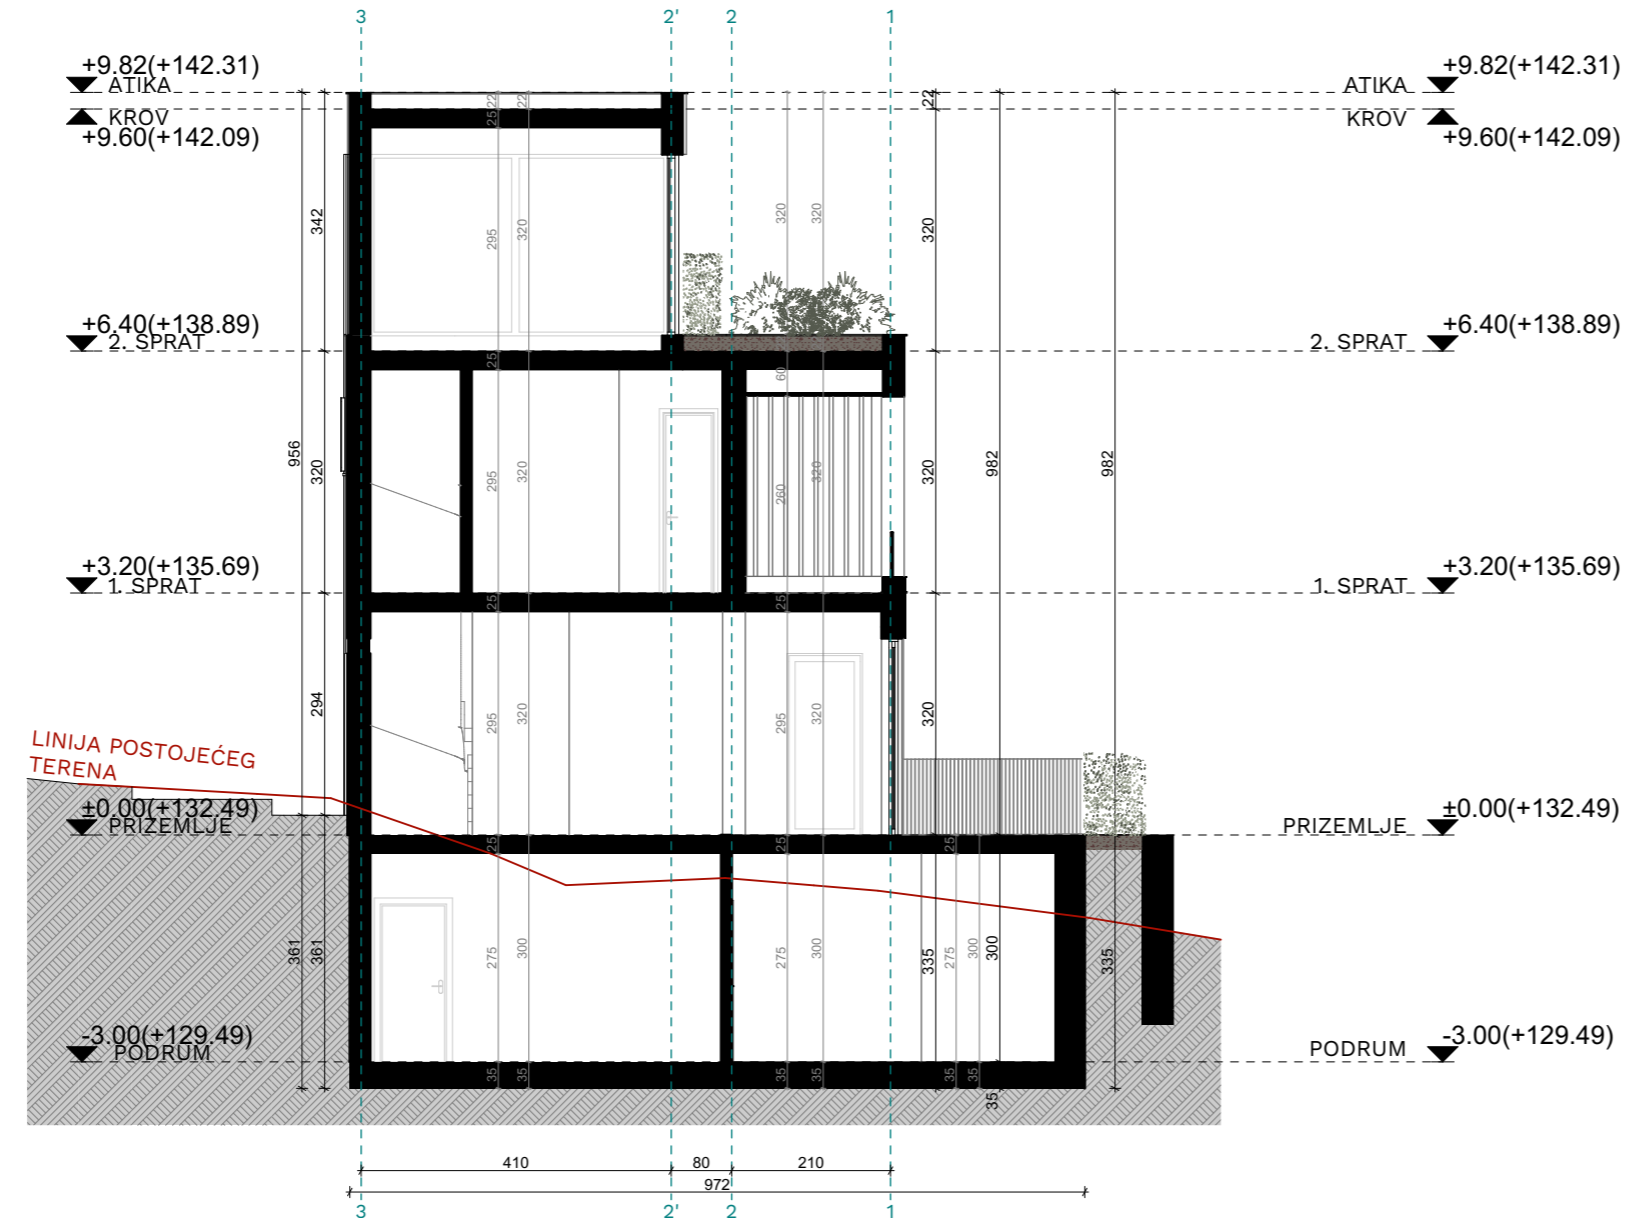 3 2' 2 1
+9.82(+142.31) +9.82(+142.31)
ATIKA ATIKA
KROV KROV
+9.60(+142.09) +9.60(+142.09)
22 22 22
25
342 295 320 320 320 320
+6.40(+138.89) +6.40(+138.89)
2. SPRAT 2. SPRAT
25 60
956 320 295 320 260 320 320 982 982
+3.20(+135.69) +3.20(+135.69)
1. SPRAT 1. SPRAT
25 25
294 295 320 295 320 320
LINIJA POSTOJEĆEG
TERENA
±0.00(+132.49) ±0.00(+132.49)
PRIZEMLJE PRIZEMLJE
25 25 25
361 361 275 300 275 300 335 275 300 300 335
-3.00(+129.49) -3.00(+129.49)
PODRUM PODRUM
35 35 35 35 35 35 35
410 80 210
972
3 2' 2 1